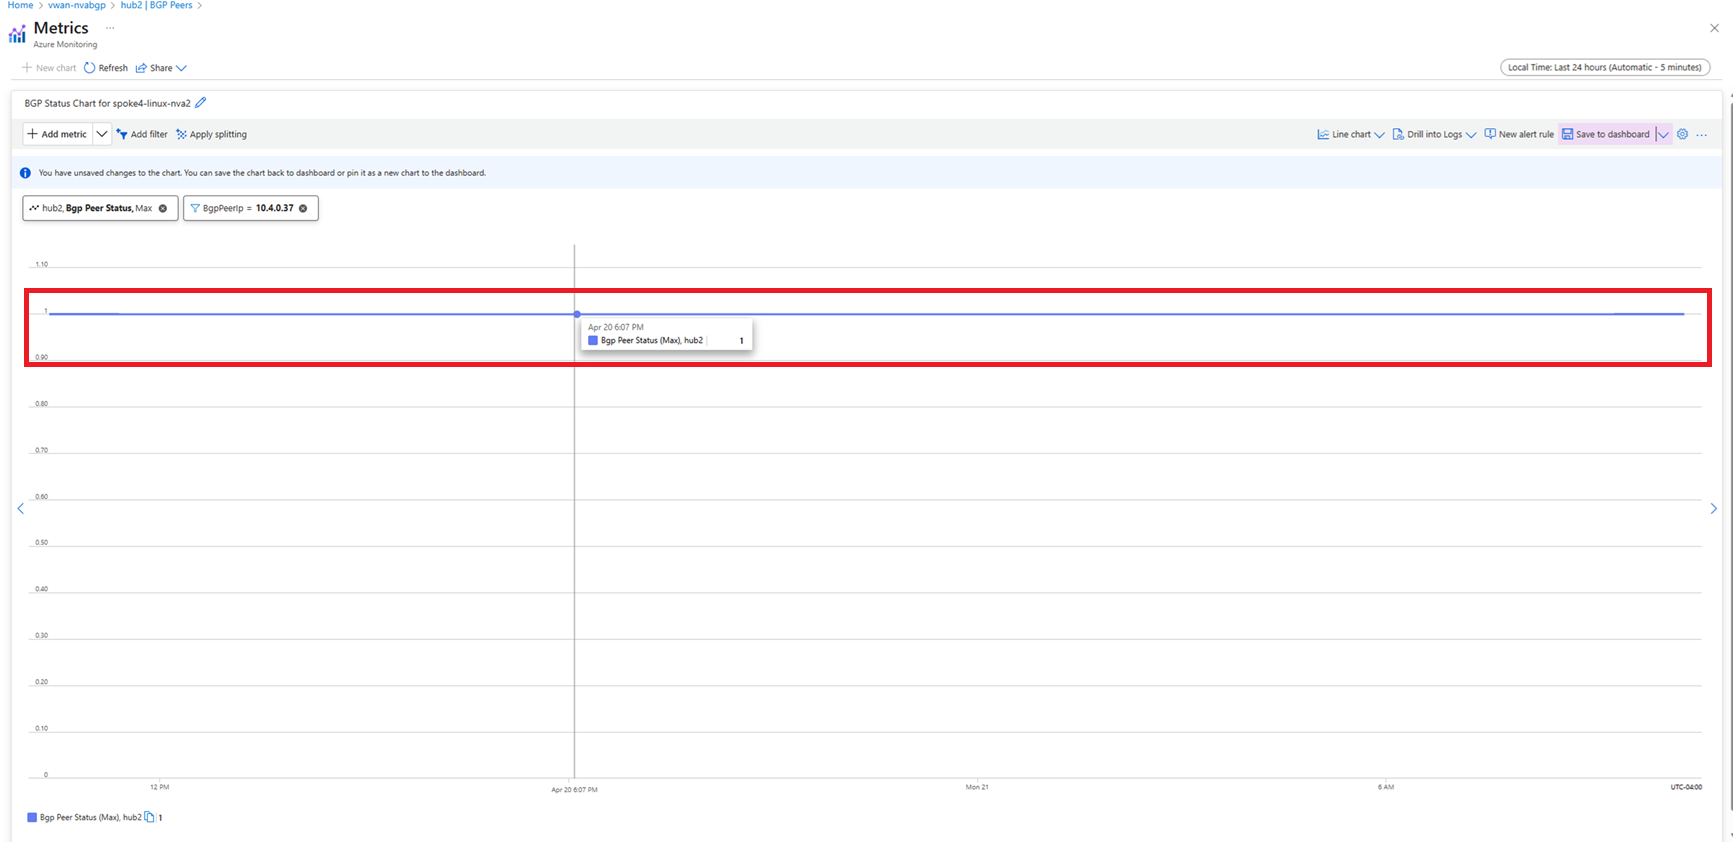 Home > vwan-nvabgp > hub2 | BGP Peers >
Metrics ...
Azure Monitoring
New chart Refresh Share Local Time: Last 24 hours (Automatic - 5 minutes)
BGP Status Chart for spoke4-linux-nva2
Add metric Add filter Apply splitting Line chart Drill into Logs New alert rule Save to dashboard ...
You have unsaved changes to the chart. You can save the chart back to dashboard or pin it as a new chart to the dashboard.
hub2, Bgp Peer Status, Max BgpPeerIp = 10.4.0.37
1.10
1
Apr 20 6:07 PM
Bgp Peer Status (Max), hub2 1
0.90
0.80
0.70
0.60
0.50
0.40
0.30
0.20
0.10
0
12 PM Apr 20 6:07 PM Mon 21 6 AM UTC-04:00
Bgp Peer Status (Max), hub2 1